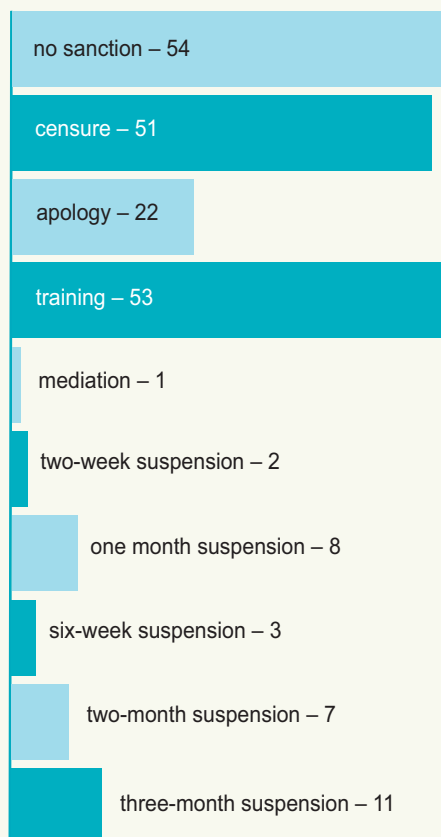 no sanction – 54
censure – 51
apology – 22
training – 53
mediation – 1
two-week suspension – 2
one month suspension – 8
six-week suspension – 3
two-month suspension – 7
three-month suspension – 11